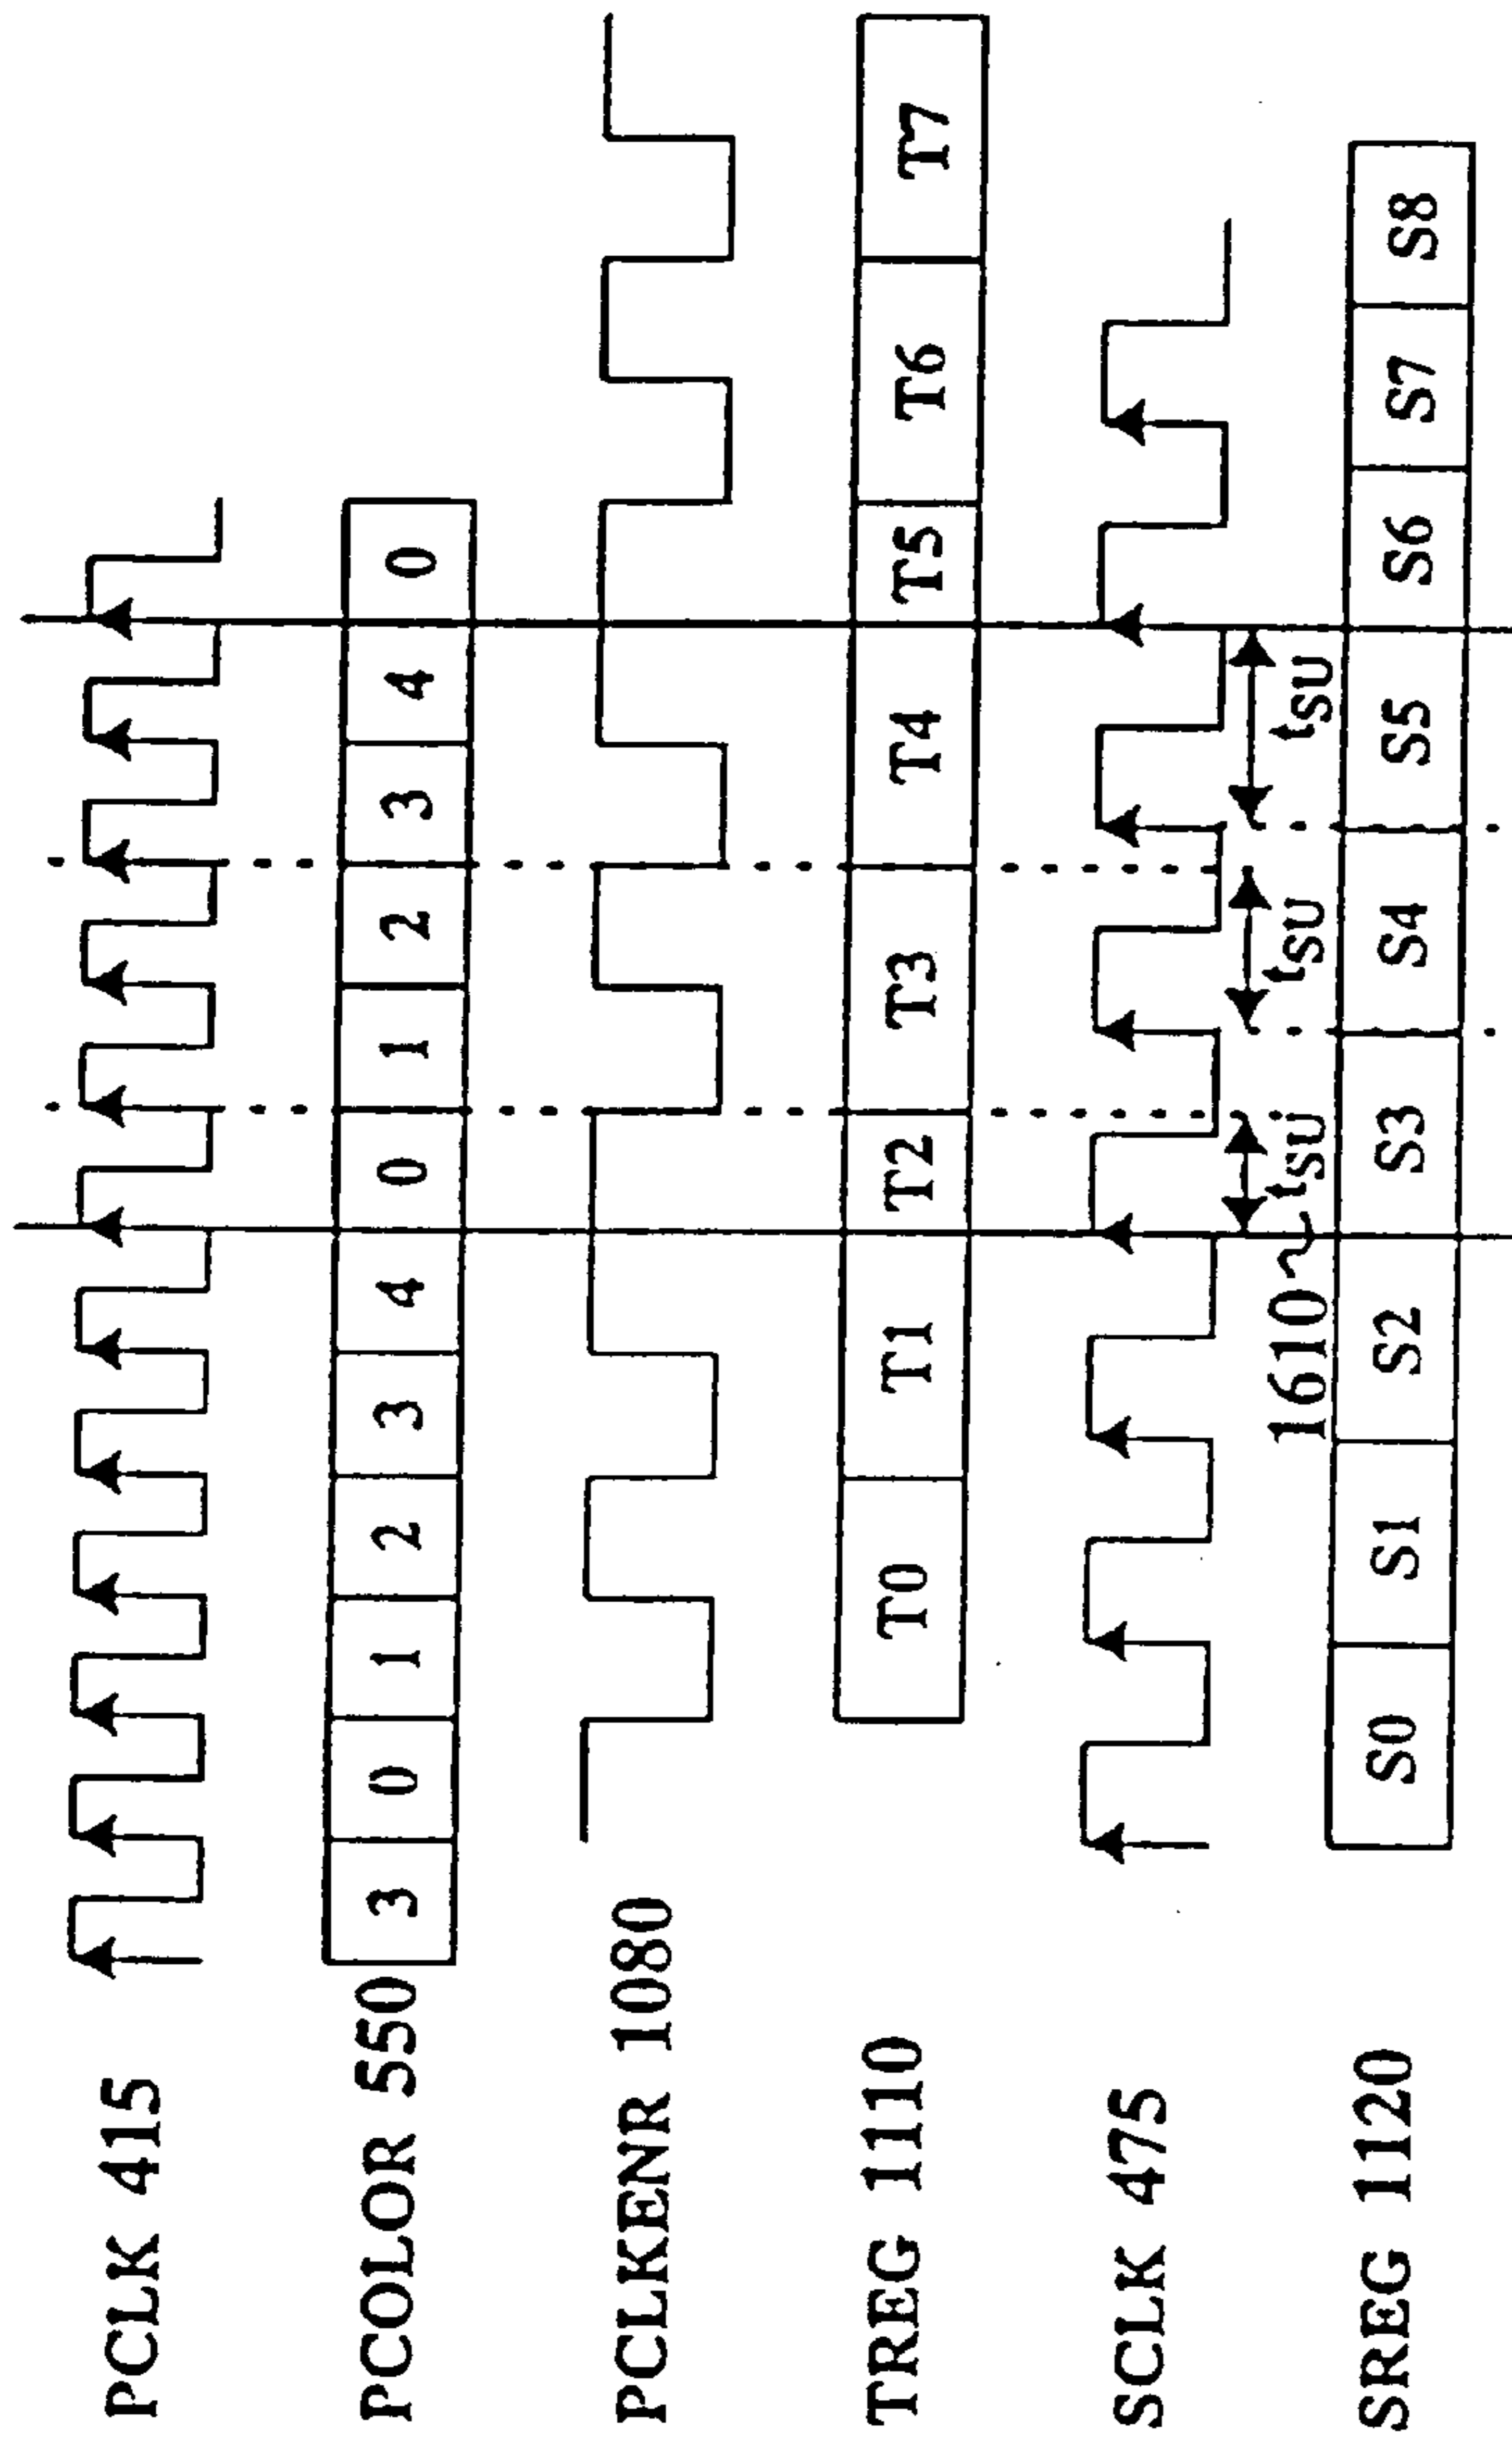 PCLK 415
PCOLOR 550 3 0 1 2 3 4 0 1 2 3 4 0
PCLKENR 1080
TREG 1110 T0 T1 T2 T3 T4 T5 T6 T7
SCLK 475
1610 tSU tSU tSU
SREG 1120 S0 S1 S2 S3 S4 S5 S6 S7 S8